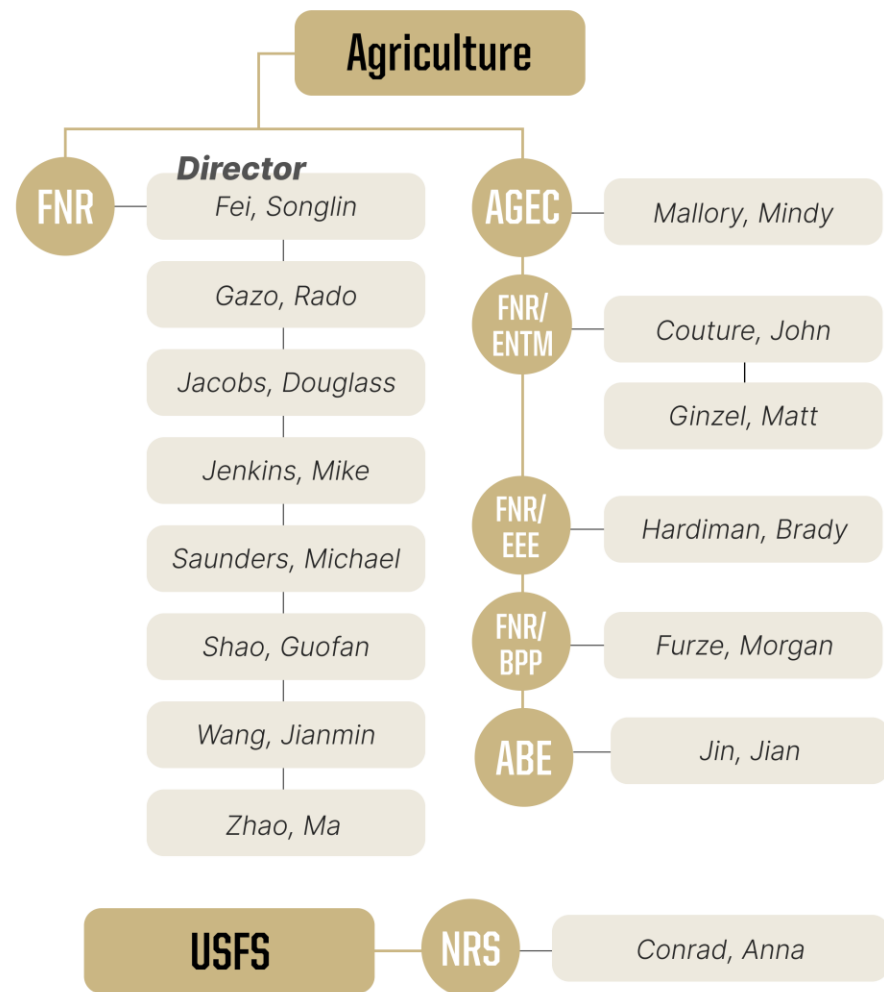 Agriculture
Director
FNR
Fei, Songlin
Gazo, Rado
Jacobs, Douglass
Jenkins, Mike
Saunders, Michael
Shao, Guofan
Wang, Jianmin
Zhao, Ma
AGEC
Mallory, Mindy
FNR/
ENTM
Couture, John
Ginzel, Matt
FNR/
EEE
Hardiman, Brady
FNR/
BPP
Furze, Morgan
ABE
Jin, Jian
USFS
NRS
Conrad, Anna